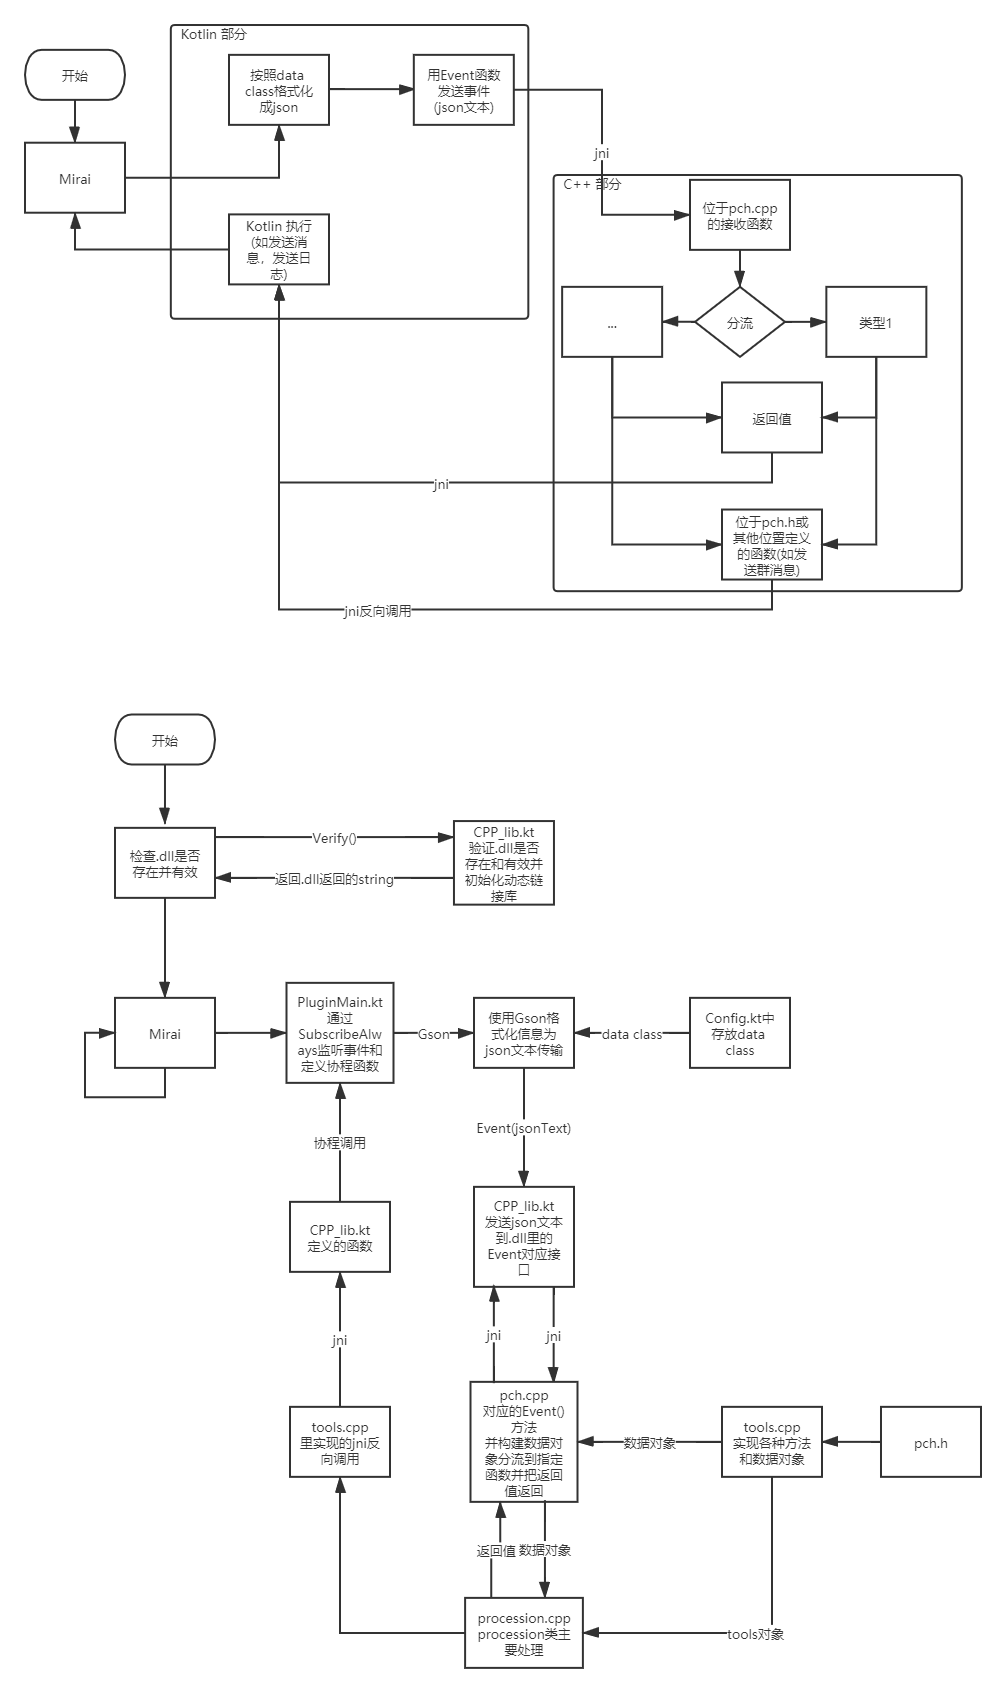 Kotlin 部分
开始
按照data
class格式化
成json
用Event函数
发送事件
(json文本)
jni
Mirai
C++ 部分
位于pch.cpp
的接收函数
Kotlin 执行
(如发送消
息，发送日
志)
...
分流
类型1
返回值
jni
位于pch.h或
其他位置定义
的函数(如发
送群消息)
jni反向调用
开始
检查.dll是否
存在并有效
Verify()
返回.dll返回的string
CPP_lib.kt
验证.dll是否
存在和有效并
初始化动态链
接库
Mirai
PluginMain.kt
通过
SubscribeAlw
ays监听事件和
定义协程函数
Gson
使用Gson格
式化信息为
json文本传输
data class
Config.kt中
存放data
class
协程调用
Event(jsonText)
CPP_lib.kt
定义的函数
CPP_lib.kt
发送json文本
到.dll里的
Event对应接
口
jni
jni
jni
tools.cpp
里实现的jni反
向调用
pch.cpp
对应的Event()
方法
并构建数据对
象分流到指定
函数并把返回
值返回
数据对象
tools.cpp
实现各种方法
和数据对象
pch.h
返回值
数据对象
procession.cpp
procession类主
要处理
tools对象